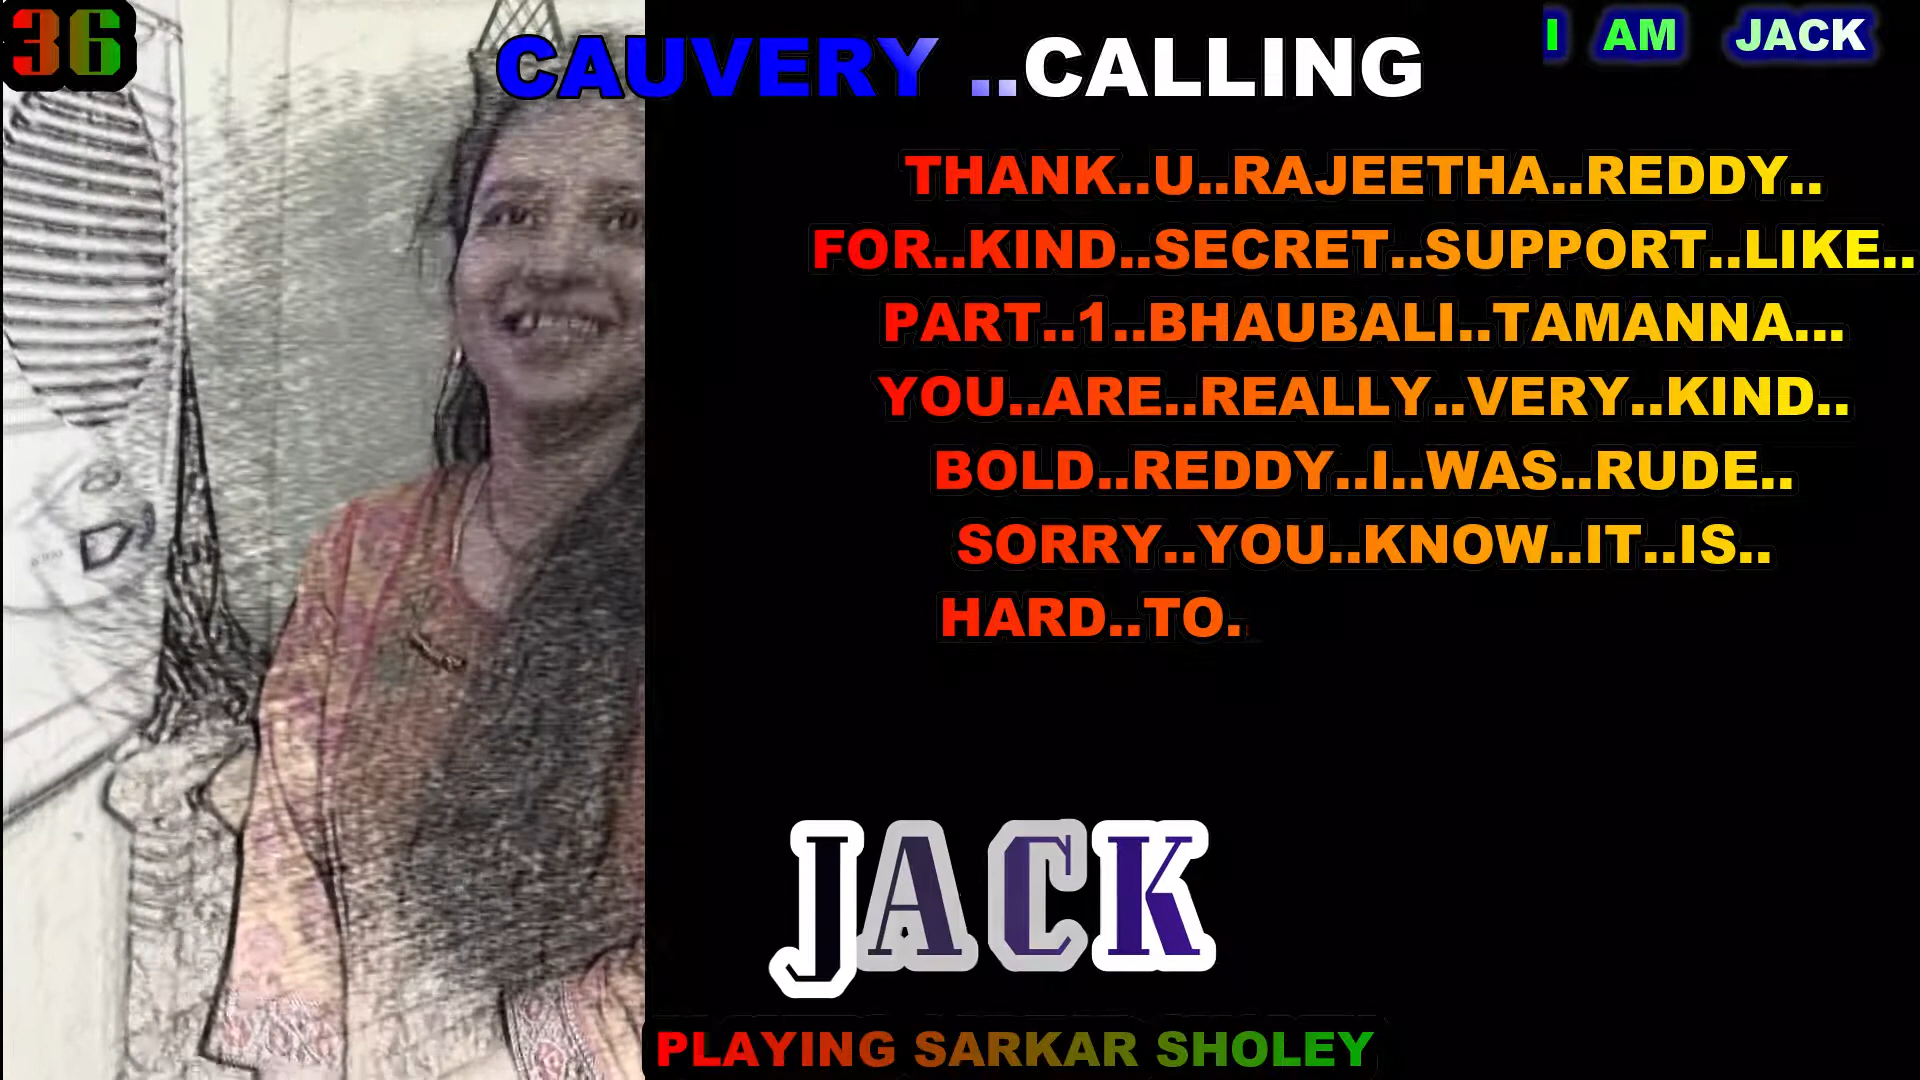 36
CAUVERY ..CALLING
I AM JACK
THANK..U..RAJEETHA..REDDY..
FOR..KIND..SECRET..SUPPORT..LIKE..
PART..1..BHAUBALI..TAMANNA...
YOU..ARE..REALLY..VERY..KIND..
BOLD..REDDY..I..WAS..RUDE..
SORRY..YOU..KNOW..IT..IS..
HARD..TO.
JACK
PLAYING SARKAR SHOLEY